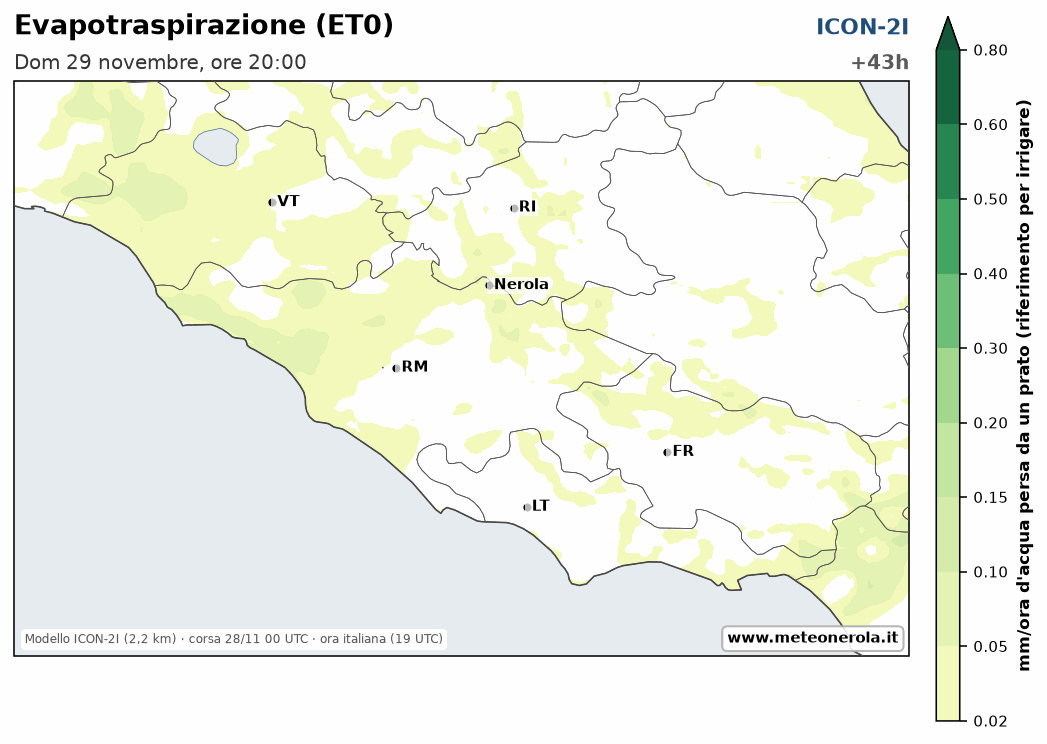 Evapotraspirazione (ET0)
ICON-2I
Dom 29 novembre, ore 20:00
+43h
VT
RI
Nerola
RM
FR
LT
Modello ICON-2I (2,2 km) · corsa 28/11 00 UTC · ora italiana (19 UTC)
www.meteonerola.it
0.80
0.60
0.50
0.40
0.30
0.20
0.15
0.10
0.05
0.02
mm/ora d'acqua persa da un prato (riferimento per irrigare)